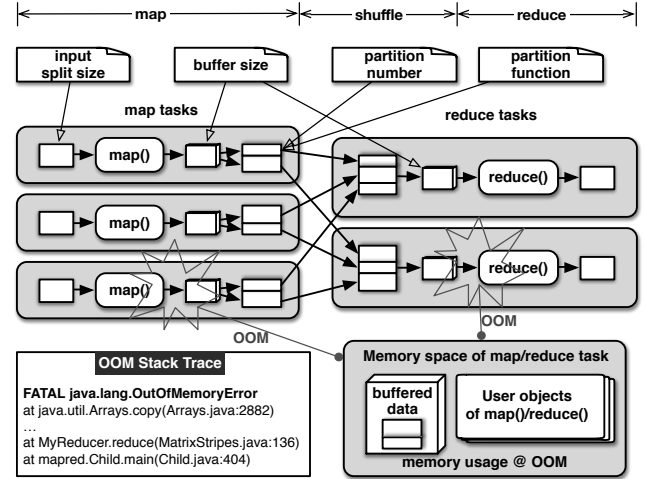 map
shuffle
reduce
input
split size
buffer size
partition
number
partition
function
map tasks
reduce tasks
map()
reduce()
map()
map()
reduce()
OOM
OOM
OOM Stack Trace
FATAL java.lang.OutOfMemoryError
at java.util.Arrays.copy(Arrays.java:2882)
…
at MyReducer.reduce(MatrixStripes.java:136)
at mapred.Child.main(Child.java:404)
Memory space of map/reduce task
buffered
data
User objects
of map()/reduce()
memory usage @ OOM